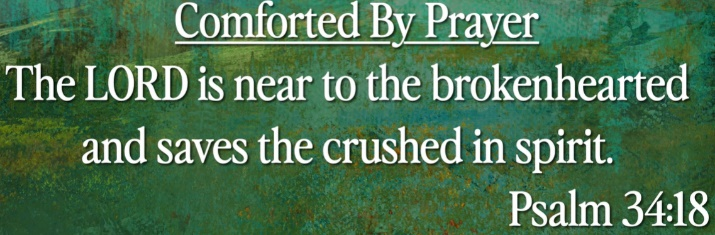 Comforted By Prayer
The LORD is near to the brokenhearted
and saves the crushed in spirit.
Psalm 34:18